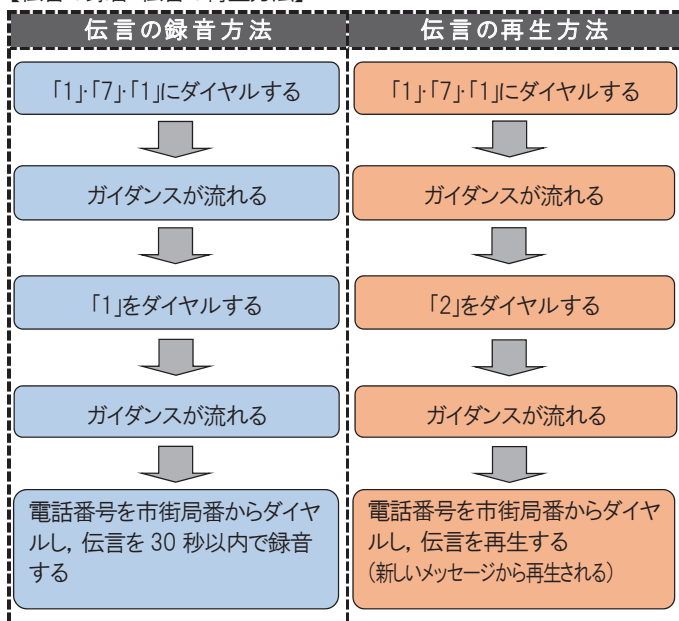 伝言の録音方法
「1」・「7」・「1」にダイヤルする
ガイダンスが流れる
「1」をダイヤルする
ガイダンスが流れる
電話番号を市街局番からダイヤ
ルし，伝言を 30 秒以内で録音
する
伝言の再生方法
「1」・「7」・「1」にダイヤルする
ガイダンスが流れる
「2」をダイヤルする
ガイダンスが流れる
電話番号を市街局番からダイヤ
ルし，伝言を再生する
（新しいメッセージから再生される）